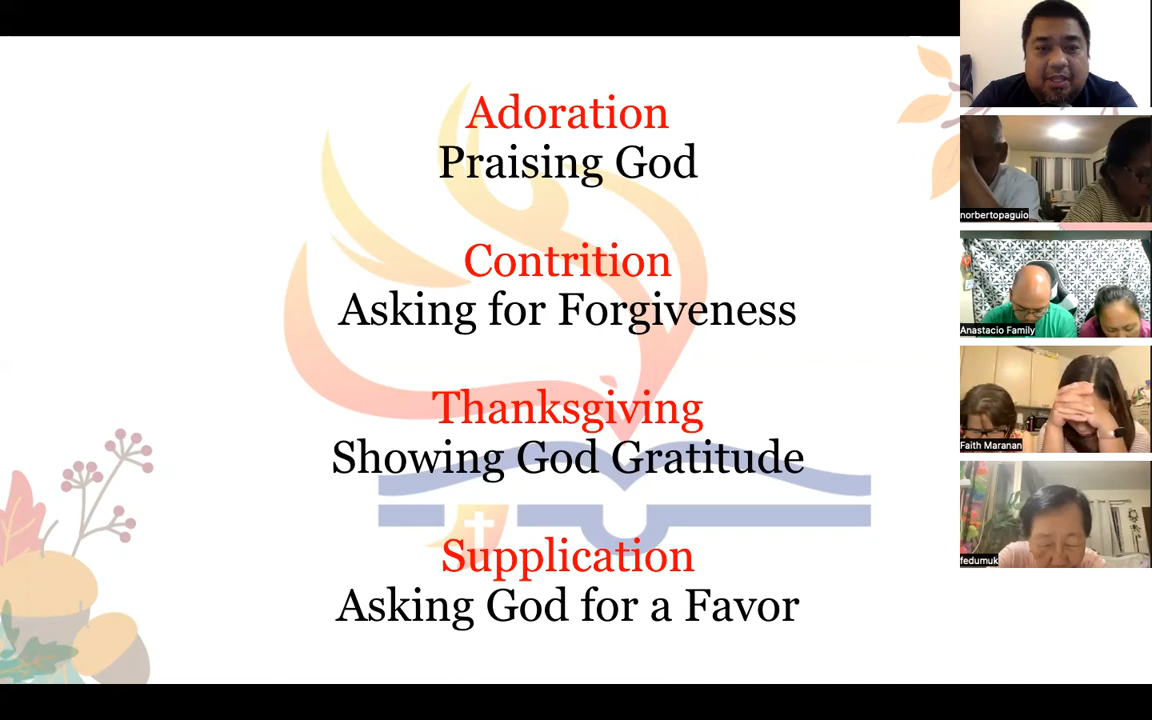 Adoration
Praising God
Contrition
Asking for Forgiveness
Thanksgiving
Showing God Gratitude
Supplication
Asking God for a Favor
norbertopaguio
Anastacio Family
Faith Maranan
fedumuk